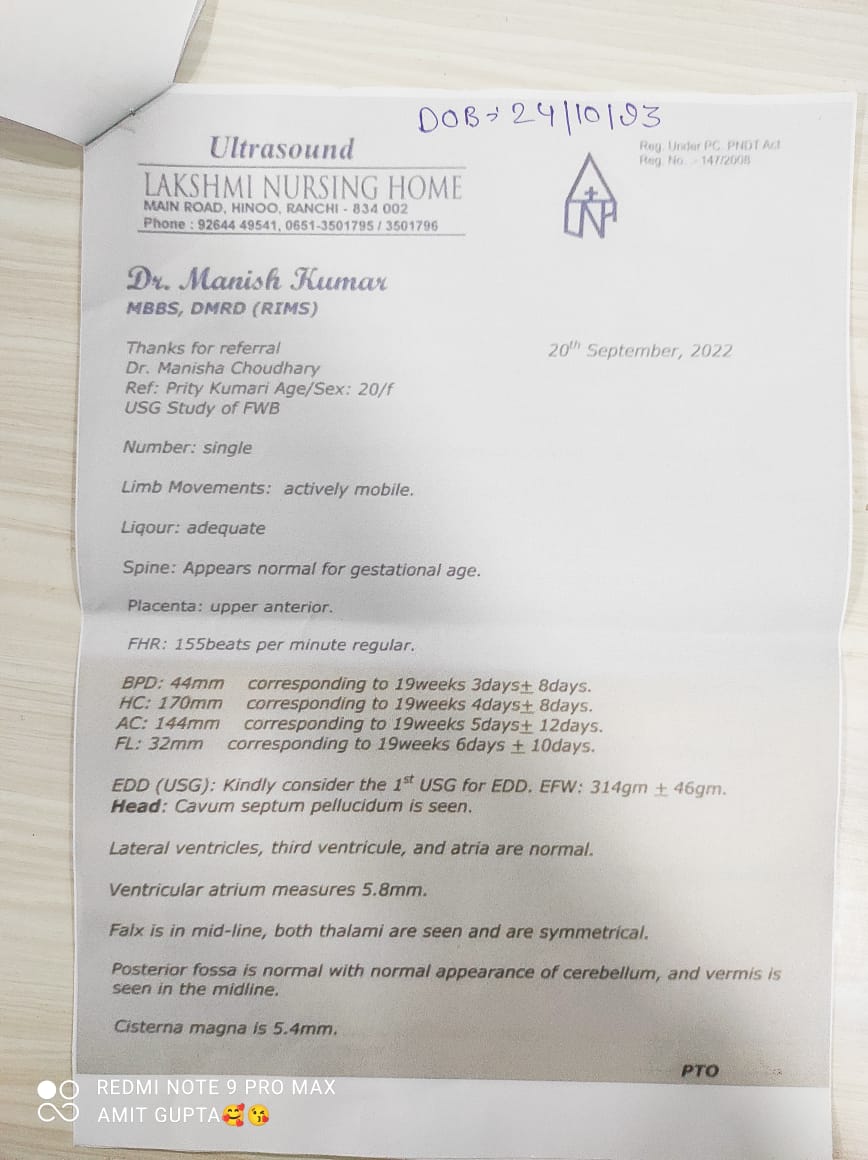 DOB → 24/10/93
Ultrasound
Reg. Under PC. PNDT Act
Reg. No. - 147/2008
LAKSHMI NURSING HOME
MAIN ROAD, HINOO, RANCHI - 834 002
Phone : 92644 49541, 0651-3501795 / 3501796
LNH
Dr. Manish Kumar
MBBS, DMRD (RIMS)
Thanks for referral
20th September, 2022
Dr. Manisha Choudhary
Ref: Prity Kumari Age/Sex: 20/f
USG Study of FWB
Number: single
Limb Movements: actively mobile.
Liqour: adequate
Spine: Appears normal for gestational age.
Placenta: upper anterior.
FHR: 155beats per minute regular.
BPD: 44mm corresponding to 19weeks 3days± 8days.
HC: 170mm corresponding to 19weeks 4days± 8days.
AC: 144mm corresponding to 19weeks 5days± 12days.
FL: 32mm corresponding to 19weeks 6days ± 10days.
EDD (USG): Kindly consider the 1st USG for EDD. EFW: 314gm ± 46gm.
Head: Cavum septum pellucidum is seen.
Lateral ventricles, third ventricule, and atria are normal.
Ventricular atrium measures 5.8mm.
Falx is in mid-line, both thalami are seen and are symmetrical.
Posterior fossa is normal with normal appearance of cerebellum, and vermis is
seen in the midline.
Cisterna magna is 5.4mm.
PTO
REDMI NOTE 9 PRO MAX
AMIT GUPTA🥰😘